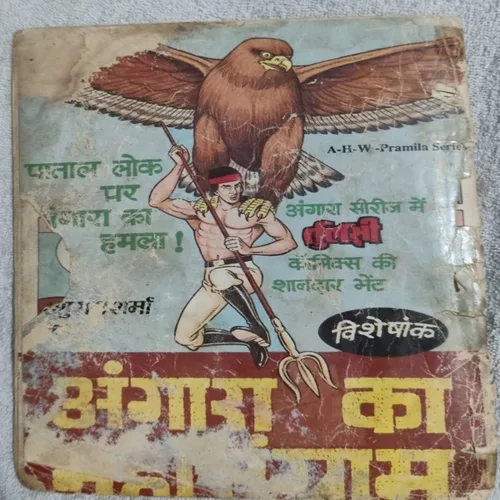 A-H-W-Pramila Series
पाताल लोक
पर
अंगारा का
हमला !
अंगारा सीरीज में
तुलसी
कॉमिक्स की
शानदार भेंट
विशेषांक
शर्मा
अंगारा का